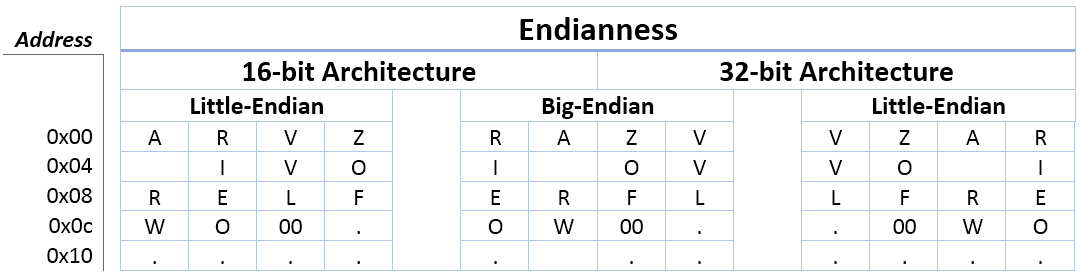 Endianness
Address
16-bit Architecture 32-bit Architecture
Little-Endian Big-Endian Little-Endian
0x00 A R V Z R A Z V V Z A R
0x04 I V O I O V V O I
0x08 R E L F E R F L L F R E
0x0c W O 00 . O W 00 . . 00 W O
0x10 . . . . . . . . . . . .